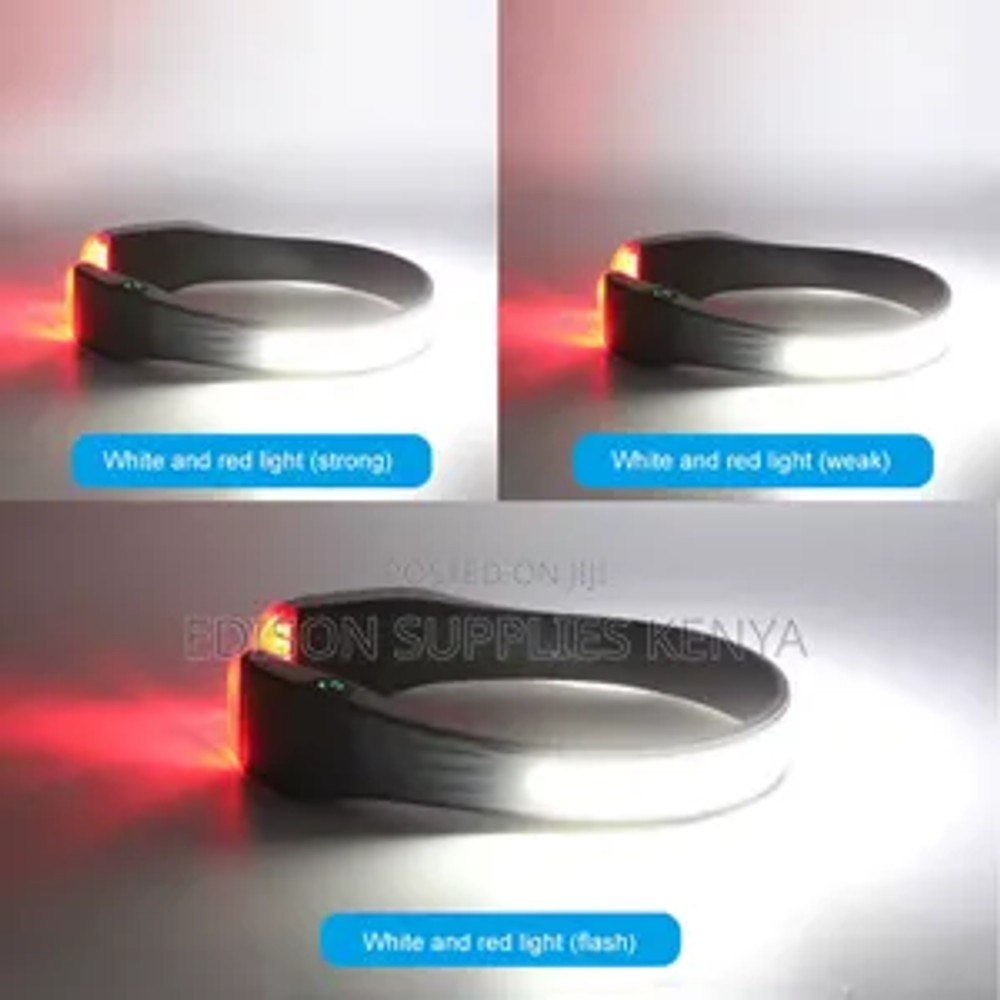 White and red light (strong)
White and red light (weak)
POSTED ON JIJI
EDISON SUPPLIES KENYA
White and red light (flash)